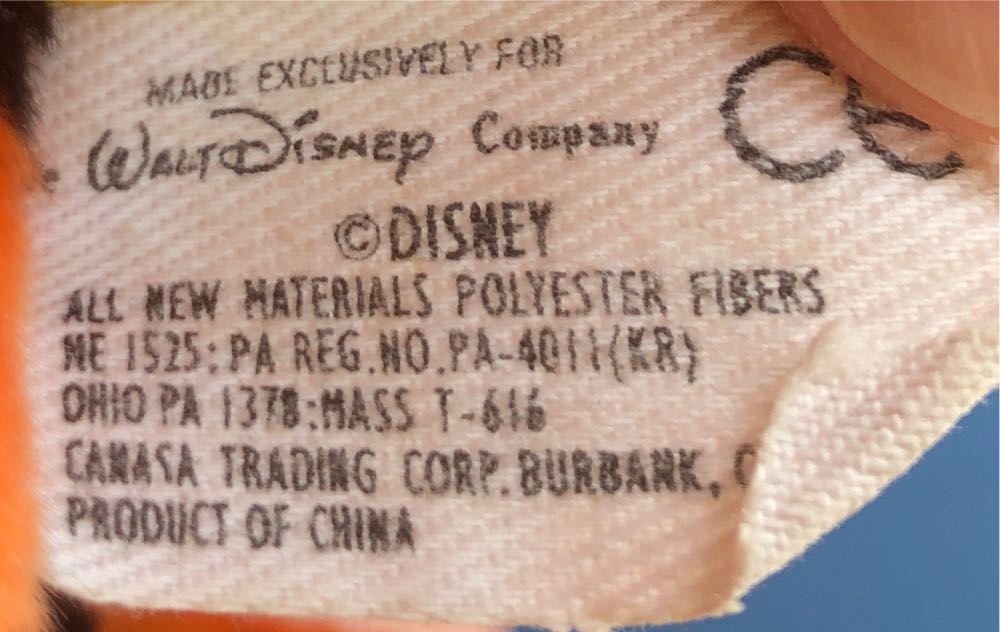 MADE EXCLUSIVELY FOR
WALT DISNEY Company CE
©DISNEY
ALL NEW MATERIALS POLYESTER FIBERS
ME 1525:PA REG.NO.PA-4011(KR)
OHIO PA 1378:MASS T-616
CANASA TRADING CORP. BURBANK, C
PRODUCT OF CHINA